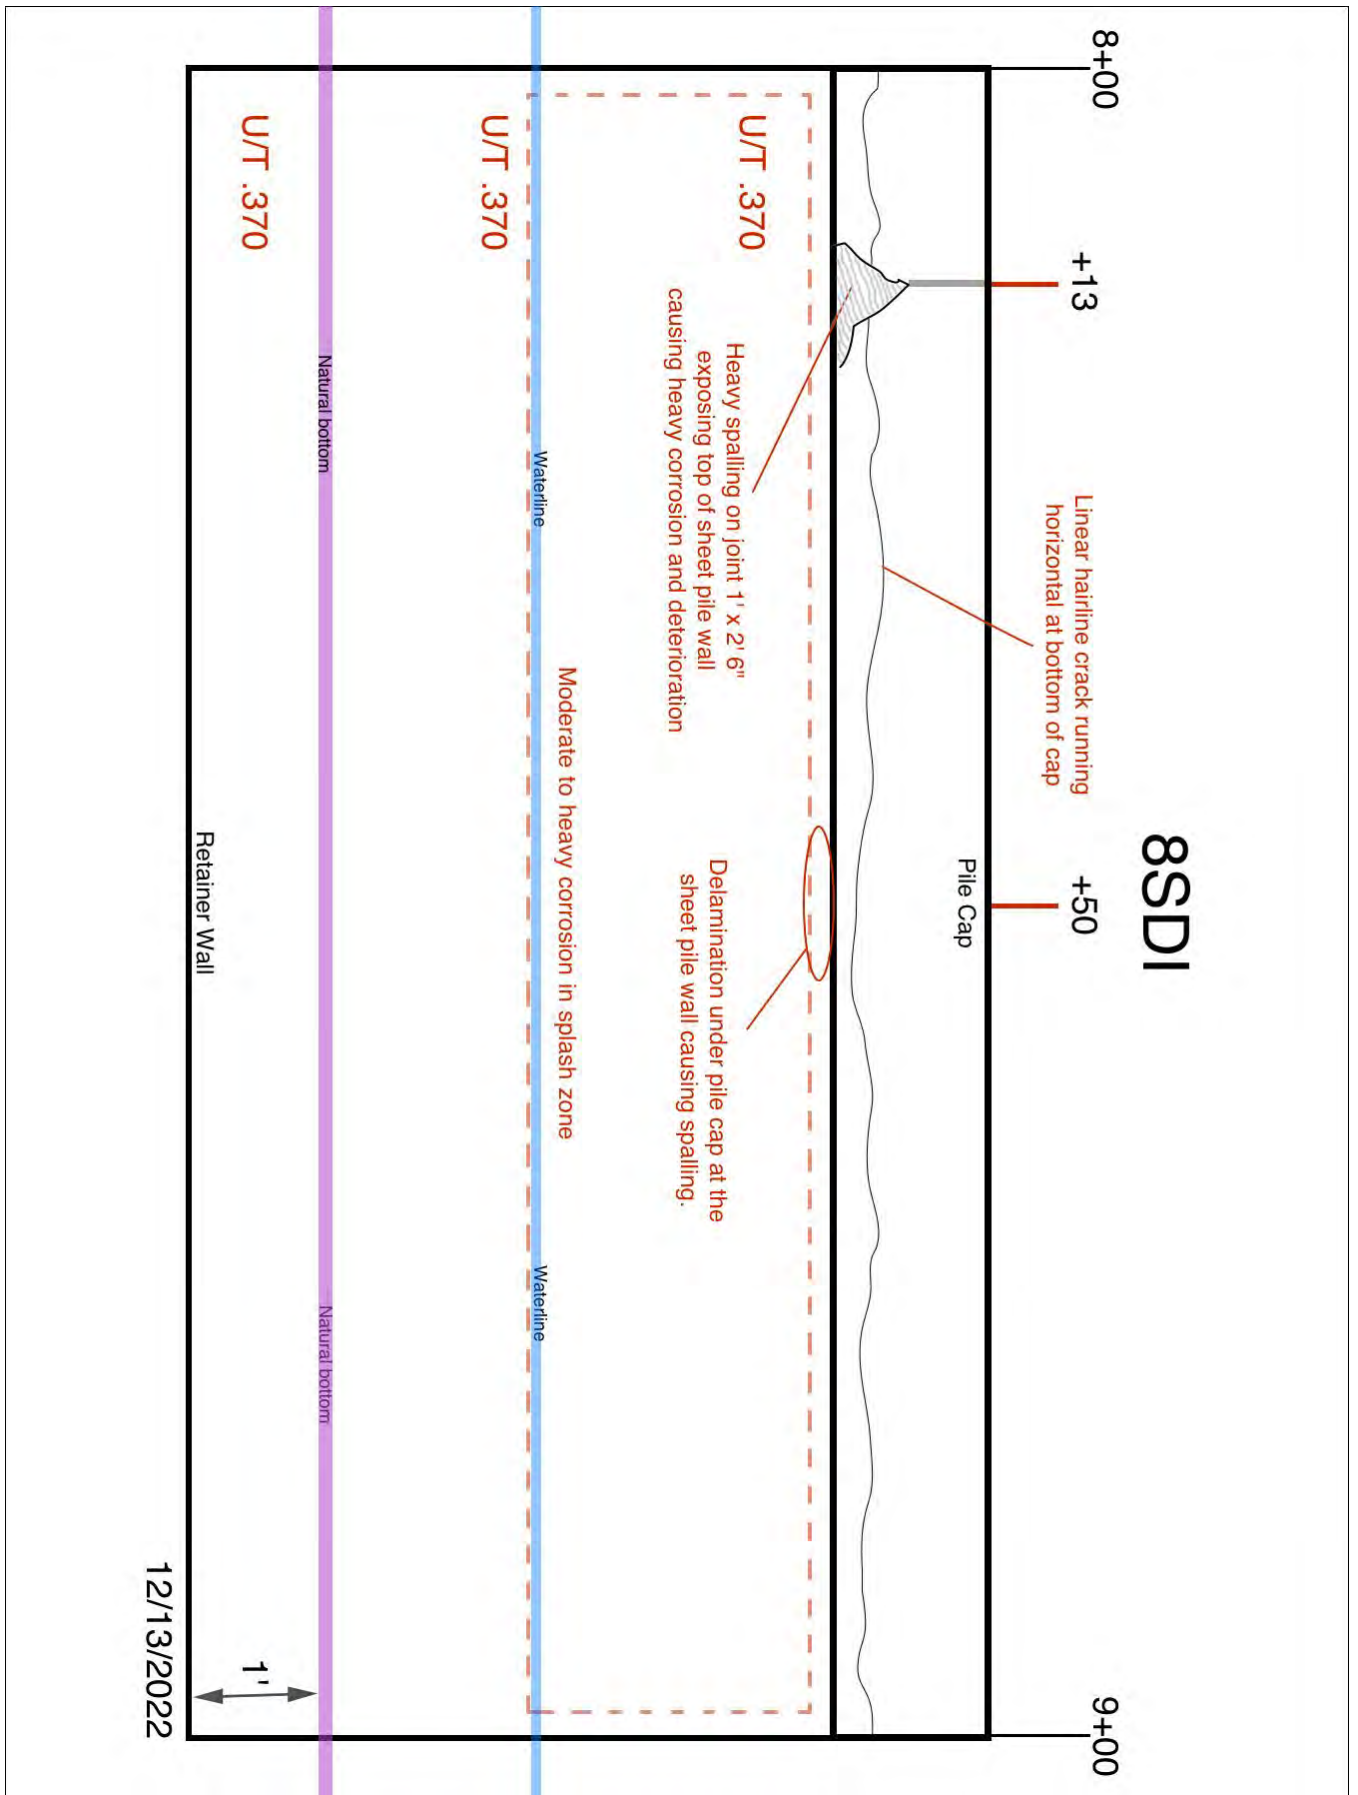 8SDI
8+00
+13
+50
9+00
Linear hairline crack running
horizontal at bottom of cap
Pile Cap
U/T .370
Heavy spalling on joint 1' x 2' 6"
exposing top of sheet pile wall
causing heavy corrosion and deterioration
Delamination under pile cap at the
sheet pile wall causing spalling.
Moderate to heavy corrosion in splash zone
Waterline
Waterline
U/T .370
Natural bottom
Natural bottom
U/T .370
1'
Retainer Wall
12/13/2022